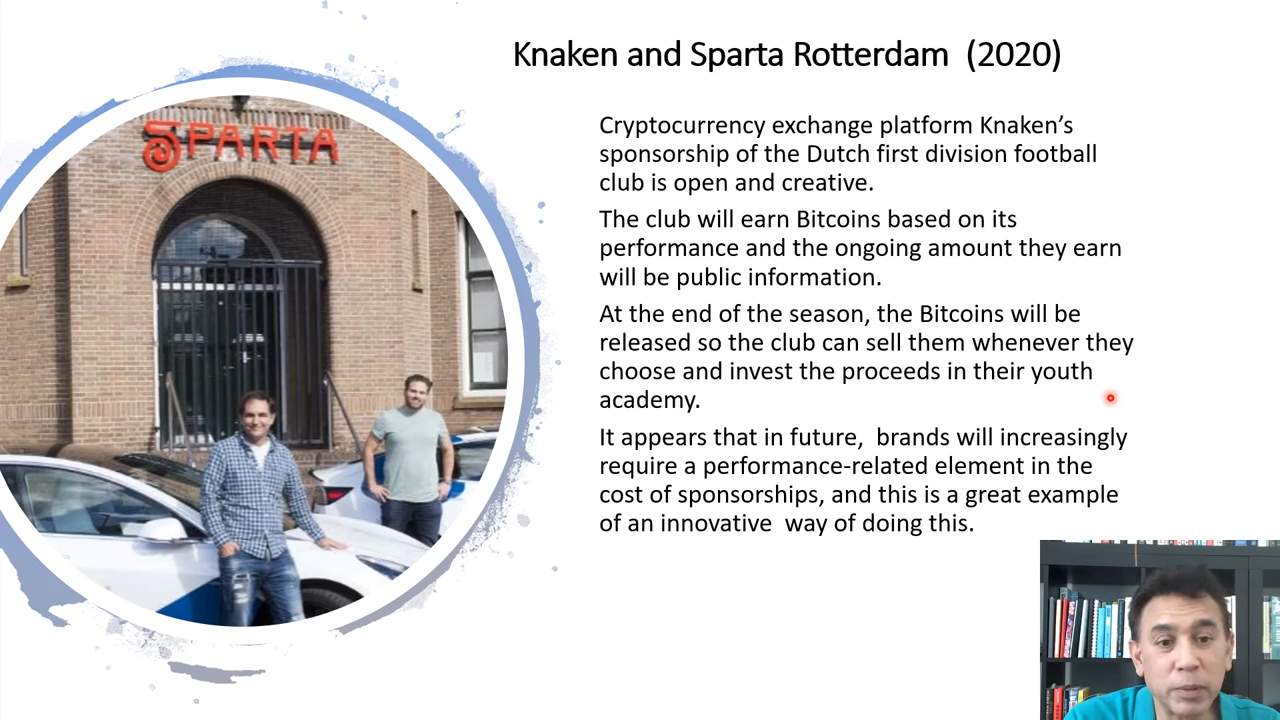 Knaken and Sparta Rotterdam  (2020)
SPARTA
Cryptocurrency exchange platform Knaken’s
sponsorship of the Dutch first division football
club is open and creative.
The club will earn Bitcoins based on its
performance and the ongoing amount they earn
will be public information.
At the end of the season, the Bitcoins will be
released so the club can sell them whenever they
choose and invest the proceeds in their youth
academy.
It appears that in future,  brands will increasingly
require a performance-related element in the
cost of sponsorships, and this is a great example
of an innovative  way of doing this.